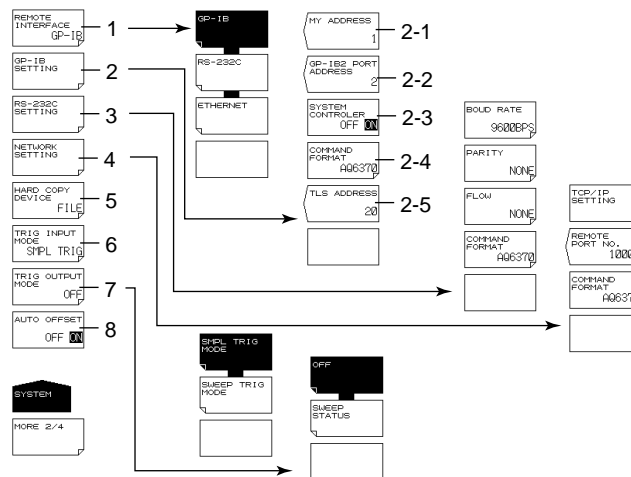 REMOTE
INTERFACE
GP-IB
1
GP-IB
SETTING
2
RS-232C
SETTING
3
NETWORK
SETTING
4
HARD COPY
DEVICE
FILE
5
TRIG INPUT
MODE
SMPL TRIG
6
TRIG OUTPUT
MODE
OFF
7
AUTO OFFSET
OFF ON
8
SYSTEM
MORE 2/4
GP-IB
RS-232C
ETHERNET
MY ADDRESS
1
2-1
GP-IB2 PORT
ADDRESS
2
2-2
SYSTEM
CONTROLER
OFF ON
2-3
COMMAND
FORMAT
AQ6370
2-4
TLS ADDRESS
20
2-5
BOUD RATE
9600BPS
PARITY
NONE
FLOW
NONE
COMMAND
FORMAT
AQ6370
TCP/IP
SETTING
REMOTE
PORT NO.
1000
COMMAND
FORMAT
AQ637
SMPL TRIG
MODE
SWEEP TRIG
MODE
OFF
SWEEP
STATUS